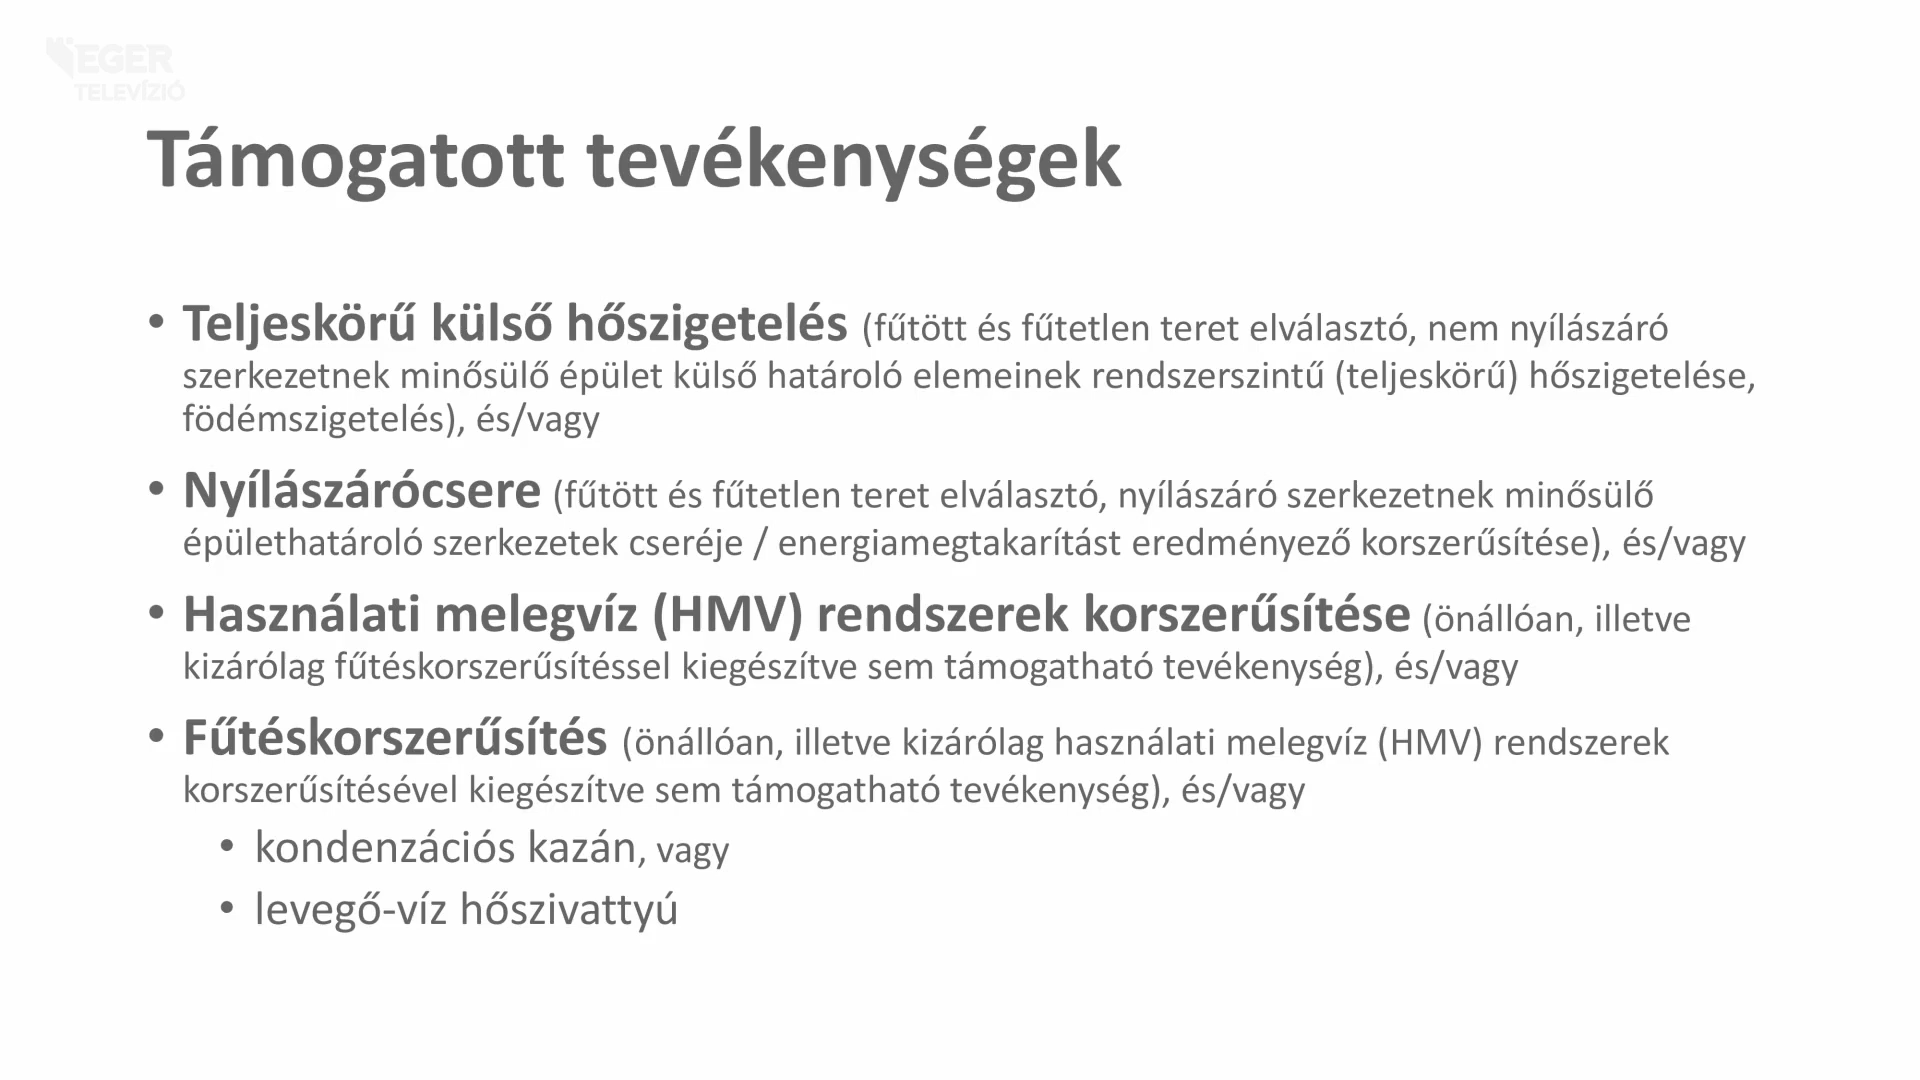 EGER
TELEVÍZIÓ
Támogatott tevékenységek
• Teljeskörű külső hőszigetelés (fűtött és fűtetlen teret elválasztó, nem nyílászáró
szerkezetnek minősülő épület külső határoló elemeinek rendszerszintű (teljeskörű) hőszigetelése,
födémszigetelés), és/vagy
• Nyílászárócsere (fűtött és fűtetlen teret elválasztó, nyílászáró szerkezetnek minősülő
épülethatároló szerkezetek cseréje / energiamegtakarítást eredményező korszerűsítése), és/vagy
• Használati melegvíz (HMV) rendszerek korszerűsítése (önállóan, illetve
kizárólag fűtéskorszerűsítéssel kiegészítve sem támogatható tevékenység), és/vagy
• Fűtéskorszerűsítés (önállóan, illetve kizárólag használati melegvíz (HMV) rendszerek
korszerűsítésével kiegészítve sem támogatható tevékenység), és/vagy
• kondenzációs kazán, vagy
• levegő-víz hőszivattyú